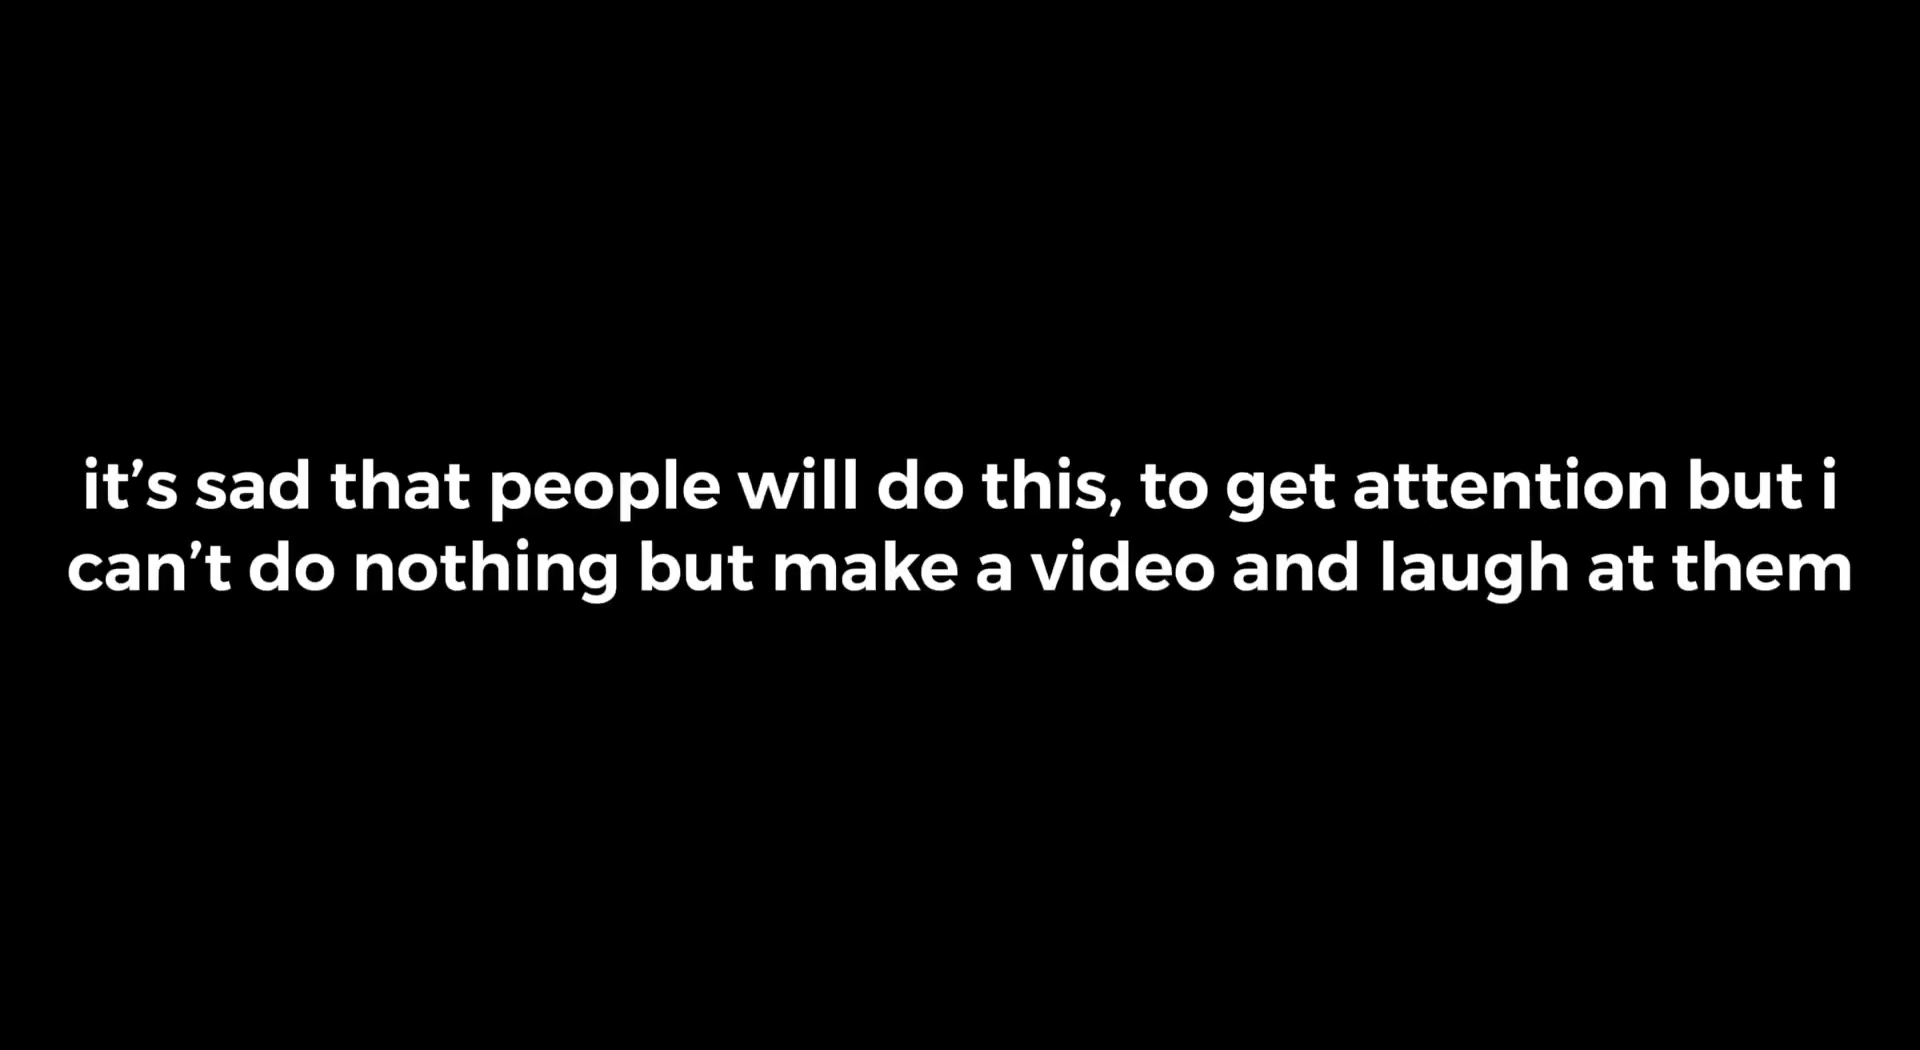 it’s sad that people will do this, to get attention but i
can’t do nothing but make a video and laugh at them